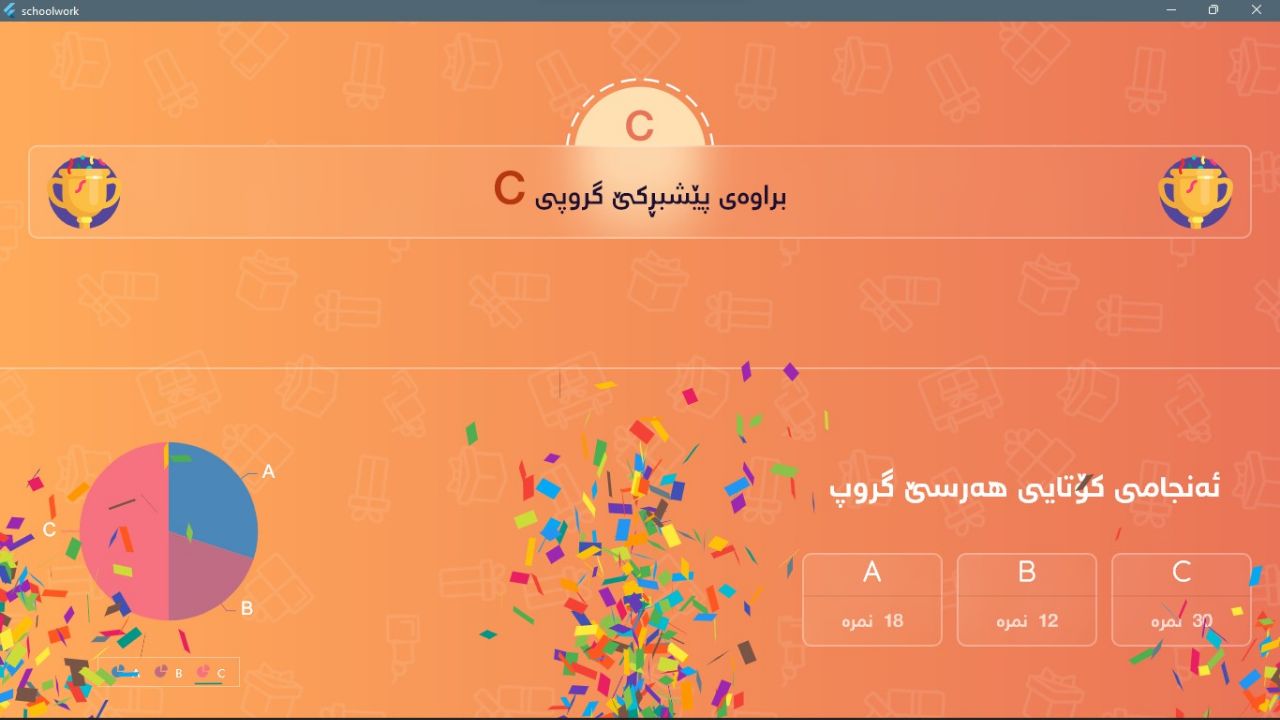 schoolwork
C
براوەی پێشبڕکێ گروپی C
A
C
B
A B C
ئەنجامی کۆتایی هەرسێ گروپ
A B C
18 نمرە
12 نمرە
30 نمرە